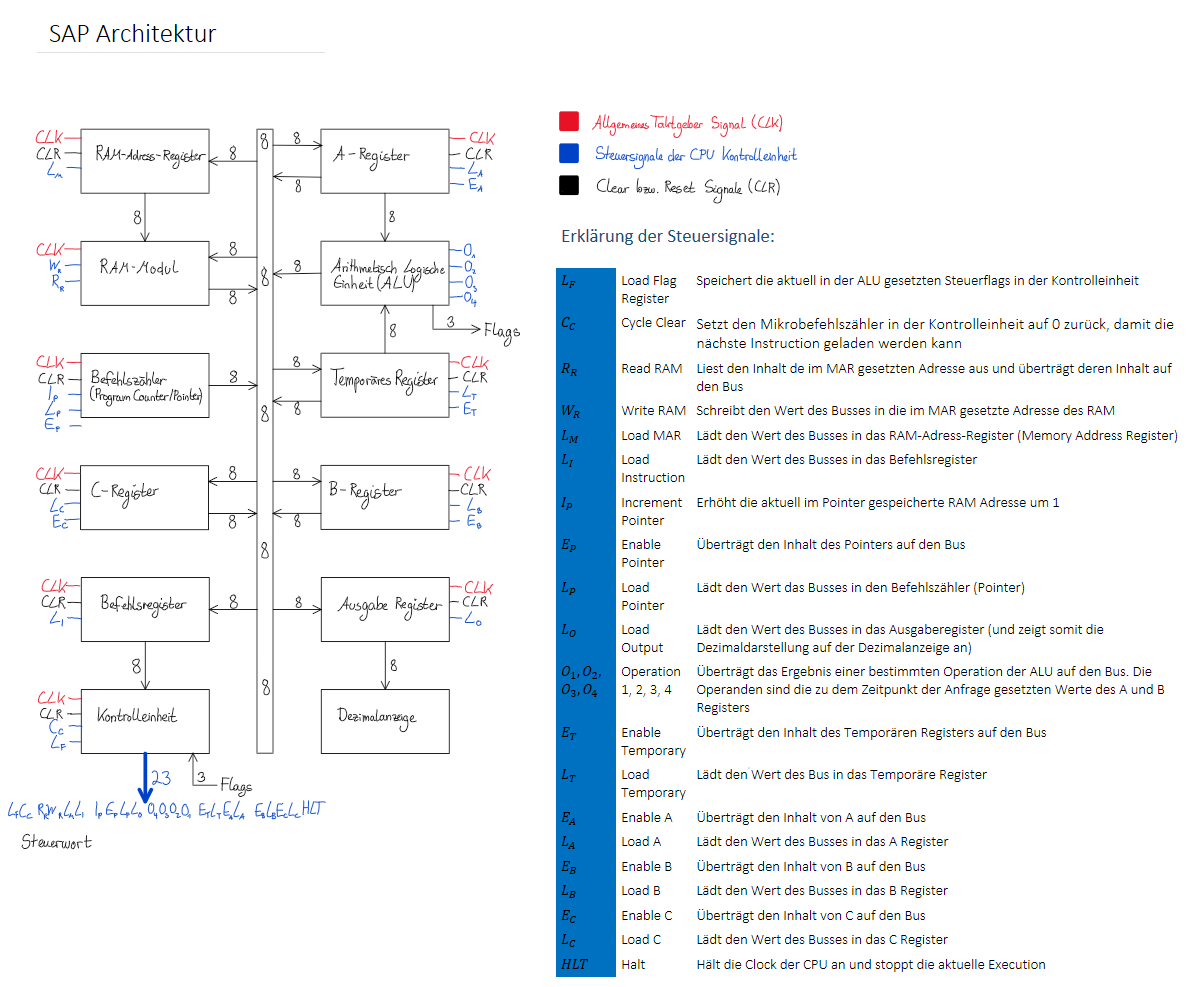 SAP Architektur
CLK
CLR
L_M
RAM-Adress-Register
8
8
8
A-Register
CLK
CLR
L_A
E_A
8
8
8
CLK
W_R
R_R
RAM-Modul
8
8
8
8
Arithmetisch Logische
Einheit (ALU)
O_1
O_2
O_3
O_4
3
Flags
8
CLK
CLR
I_P
L_P
E_P
Befehlszähler
(Program Counter/Pointer)
8
8
8
8
Temporäres Register
CLK
CLR
L_T
E_T
CLK
CLR
L_C
E_C
C-Register
8
8
8
8
B-Register
CLK
CLR
L_B
E_B
8
CLK
CLR
L_I
Befehlsregister
8
8
Ausgabe Register
CLK
CLR
L_O
8
8
8
CLK
CLR
C_C
L_F
Kontrolleinheit
Dezimalanzeige
23
3
Flags
L_F C_C R_R W_R L_M L_I I_P E_P L_P L_O O_4 O_3 O_2 O_1 E_T L_T E_A L_A E_B L_B E_C L_C HLT
Steuerwort
Allgemeines Taktgeber Signal (CLK)
Steuersignale der CPU Kontrolleinheit
Clear bzw. Reset Signale (CLR)
Erklärung der Steuersignale:
L_F Load Flag Speichert die aktuell in der ALU gesetzten Steuerflags in der Kontrolleinheit
Register
C_C Cycle Clear Setzt den Mikrobefehlszähler in der Kontrolleinheit auf 0 zurück, damit die
nächste Instruction geladen werden kann
R_R Read RAM Liest den Inhalt de im MAR gesetzten Adresse aus und überträgt deren Inhalt auf
den Bus
W_R Write RAM Schreibt den Wert des Busses in die im MAR gesetzte Adresse des RAM
L_M Load MAR Lädt den Wert des Busses in das RAM-Adress-Register (Memory Address Register)
L_I Load Lädt den Wert des Busses in das Befehlsregister
Instruction
I_P Increment Erhöht die aktuell im Pointer gespeicherte RAM Adresse um 1
Pointer
E_P Enable Überträgt den Inhalt des Pointers auf den Bus
Pointer
L_P Load Lädt den Wert das Busses in den Befehlszähler (Pointer)
Pointer
L_O Load Lädt den Wert des Busses in das Ausgaberegister (und zeigt somit die
Output Dezimaldarstellung auf der Dezimalanzeige an)
O_1, O_2, Operation Überträgt das Ergebnis einer bestimmten Operation der ALU auf den Bus. Die
O_3, O_4 1, 2, 3, 4 Operanden sind die zu dem Zeitpunkt der Anfrage gesetzten Werte des A und B
Registers
E_T Enable Überträgt den Inhalt des Temporären Registers auf den Bus
Temporary
L_T Load Lädt den Wert des Bus in das Temporäre Register
Temporary
E_A Enable A Überträgt den Inhalt von A auf den Bus
L_A Load A Lädt den Wert des Busses in das A Register
E_B Enable B Überträgt den Inhalt von B auf den Bus
L_B Load B Lädt den Wert des Busses in das B Register
E_C Enable C Überträgt den Inhalt von C auf den Bus
L_C Load C Lädt den Wert des Busses in das C Register
HLT Halt Hält die Clock der CPU an und stoppt die aktuelle Execution